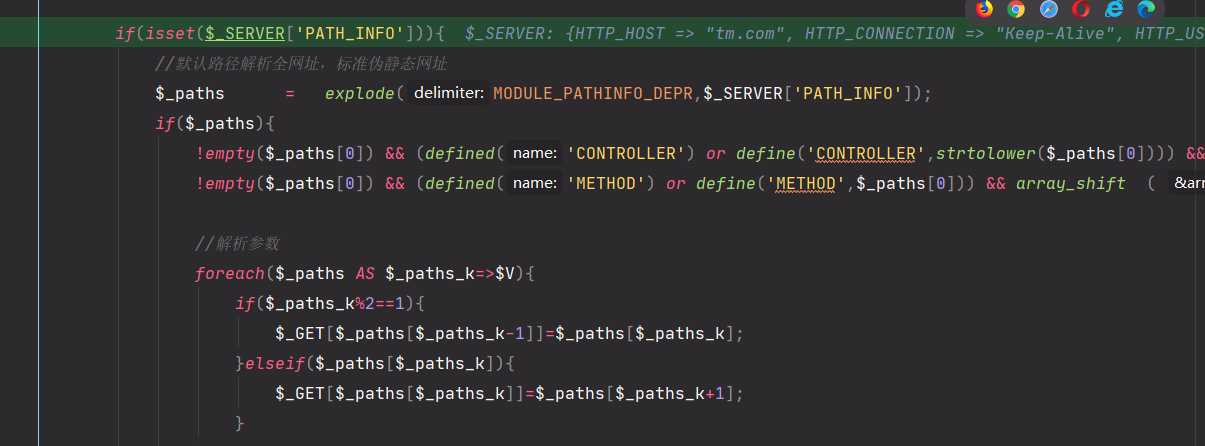 if(isset($_SERVER['PATH_INFO'])){ $_SERVER: {HTTP_HOST => "tm.com", HTTP_CONNECTION => "Keep-Alive", HTTP_US
//默认路径解析全网址，标准伪静态网址
$_paths = explode( delimiter: MODULE_PATHINFO_DEPR,$_SERVER['PATH_INFO']);
if($_paths){
!empty($_paths[0]) && (defined( name: 'CONTROLLER') or define('CONTROLLER',strtolower($_paths[0]))) &&
!empty($_paths[0]) && (defined( name: 'METHOD') or define('METHOD',$_paths[0])) && array_shift ( &arr
//解析参数
foreach($_paths AS $_paths_k=>$V){
if($_paths_k%2==1){
$_GET[$_paths[$_paths_k-1]]=$_paths[$_paths_k];
}elseif($_paths[$_paths_k]){
$_GET[$_paths[$_paths_k]]=$_paths[$_paths_k+1];
}